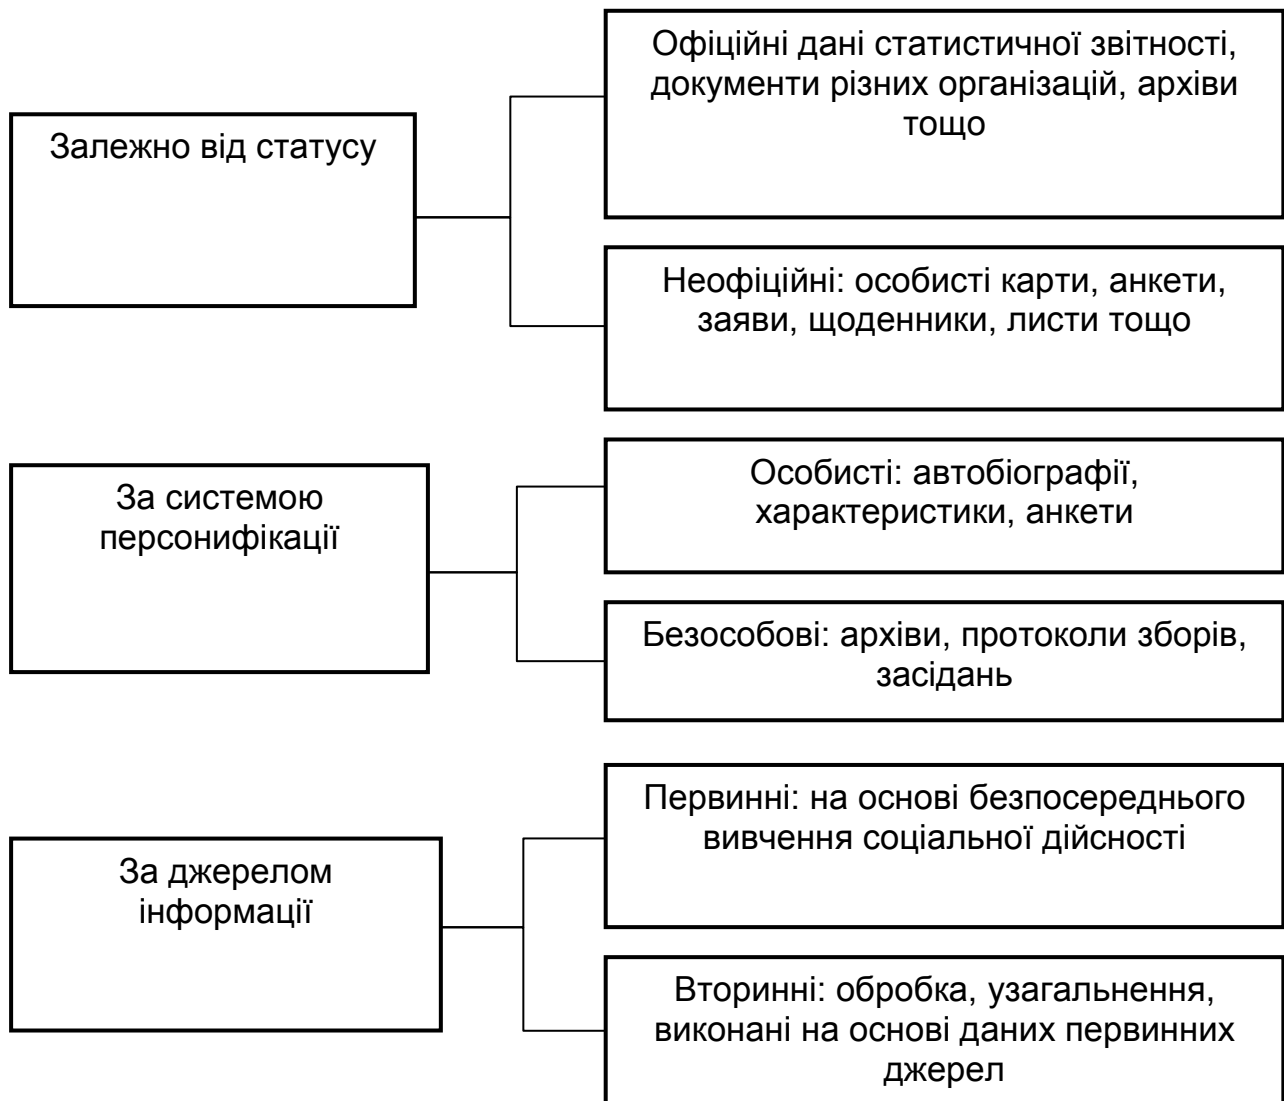 Залежно від статусу
Офіційні дані статистичної звітності,
документи різних організацій, архіви
тощо
Неофіційні: особисті карти, анкети,
заяви, щоденники, листи тощо
За системою
персонифікації
Особисті: автобіографії,
характеристики, анкети
Безособові: архіви, протоколи зборів,
засідань
За джерелом
інформації
Первинні: на основі безпосереднього
вивчення соціальної дійсності
Вторинні: обробка, узагальнення,
виконані на основі даних первинних
джерел